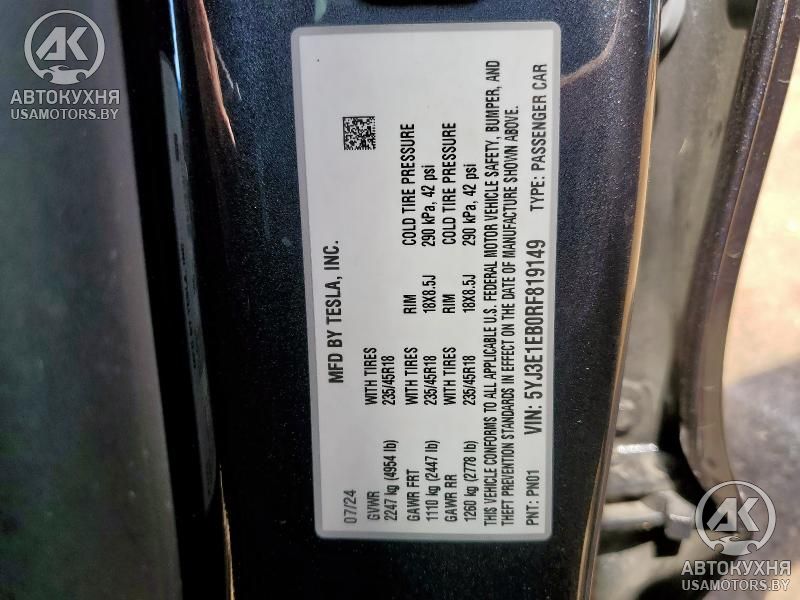 AK
АВТОКУХНЯ
USAMOTORS.BY
MFD BY TESLA, INC.
07/24
GVWR WITH TIRES
2247 kg (4954 lb) 235/45R18
GAWR FRT WITH TIRES RIM COLD TIRE PRESSURE
1110 kg (2447 lb) 235/45R18 18X8.5J 290 kPa, 42 psi
GAWR RR WITH TIRES RIM COLD TIRE PRESSURE
1260 kg (2778 lb) 235/45R18 18X8.5J 290 kPa, 42 psi
THIS VEHICLE CONFORMS TO ALL APPLICABLE U.S. FEDERAL MOTOR VEHICLE SAFETY, BUMPER, AND
THEFT PREVENTION STANDARDS IN EFFECT ON THE DATE OF MANUFACTURE SHOWN ABOVE.
PNT: PN01 VIN: 5YJ3E1EB0RF819149 TYPE: PASSENGER CAR
AK
АВТОКУХНЯ
USAMOTORS.BY